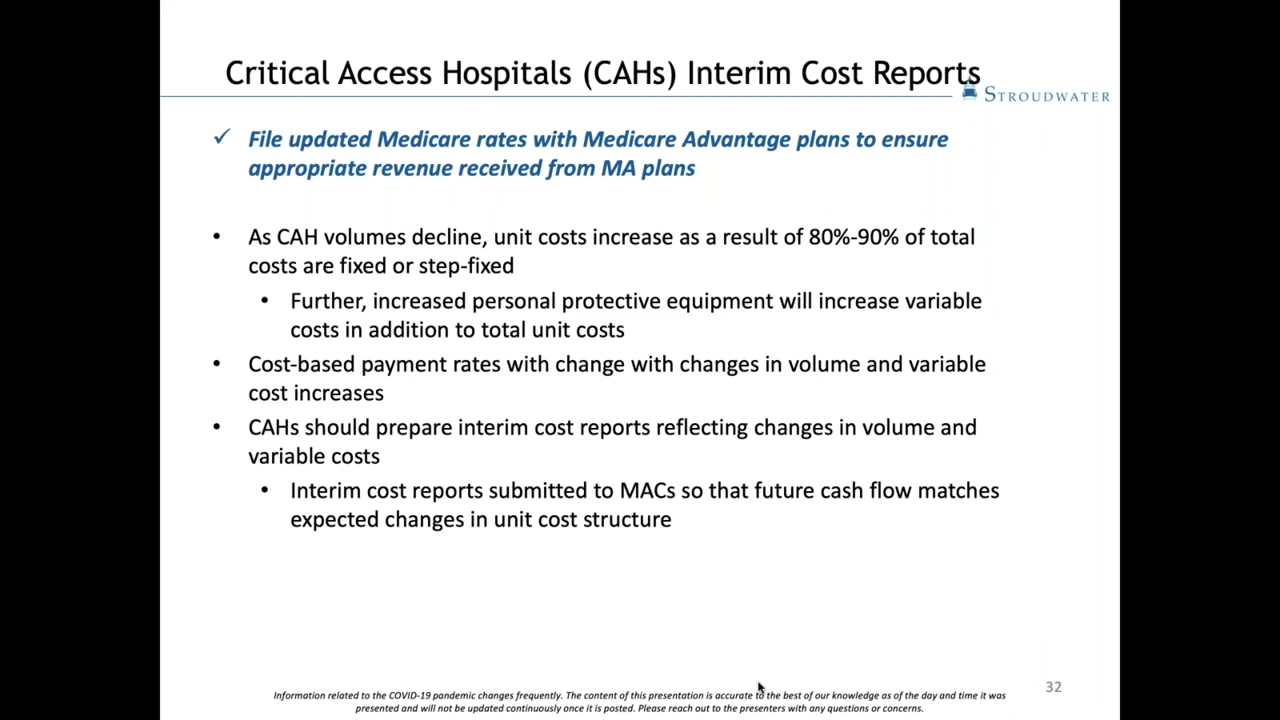 Critical Access Hospitals (CAHs) Interim Cost Reports
STROUDWATER
✓ File updated Medicare rates with Medicare Advantage plans to ensure
appropriate revenue received from MA plans
• As CAH volumes decline, unit costs increase as a result of 80%-90% of total
costs are fixed or step-fixed
• Further, increased personal protective equipment will increase variable
costs in addition to total unit costs
• Cost-based payment rates with change with changes in volume and variable
cost increases
• CAHs should prepare interim cost reports reflecting changes in volume and
variable costs
• Interim cost reports submitted to MACs so that future cash flow matches
expected changes in unit cost structure
32
Information related to the COVID-19 pandemic changes frequently. The content of this presentation is accurate to the best of our knowledge as of the day and time it was
presented and will not be updated continuously once it is posted. Please reach out to the presenters with any questions or concerns.